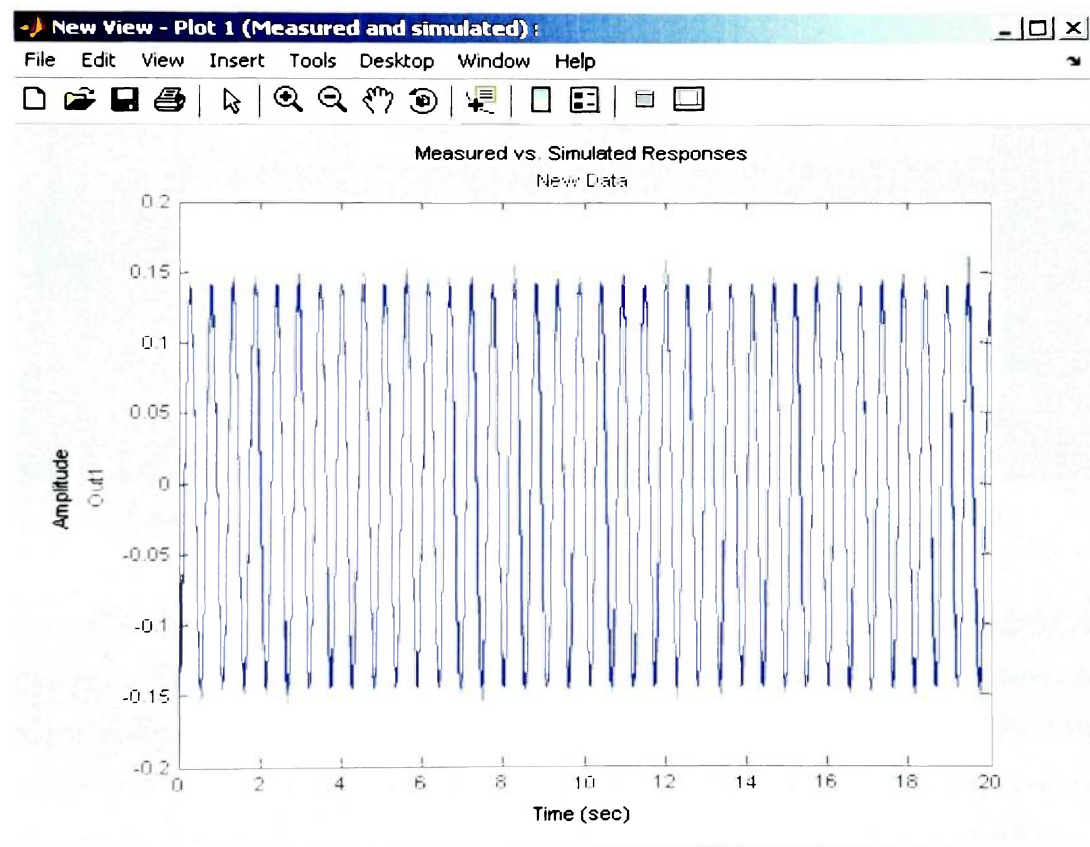 New View - Plot 1 (Measured and simulated) :
File Edit View Insert Tools Desktop Window Help
Measured vs. Simulated Responses
New Data
0.2
0.15
0.1
0.05
0
-0.05
-0.1
-0.15
-0.2
Amplitude
Out1
0 2 4 6 8 10 12 14 16 18 20
Time (sec)